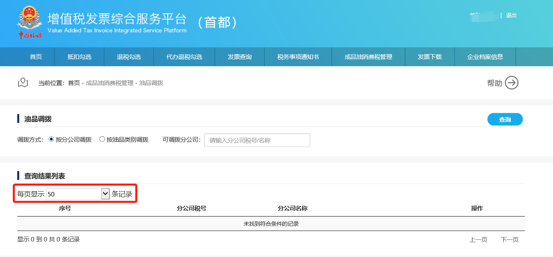 增值税发票综合服务平台 （首都）
Value Added Tax Invoice Integrated Service Platform
| 退出
首页 抵扣勾选 退税勾选 代办退税勾选 发票查询 税务事项通知书 成品油消费税管理 发票下载 企业档案信息
当前位置：首页 - 成品油消费税管理 - 油品调拨 帮助
油品调拨 查询
调拨方式： 按分公司调拨 按油品类别调拨 可调拨分公司： 请输入分公司税号/名称
查询结果列表
每页显示 50 条记录
序号 分公司税号 分公司名称 操作
未找到符合条件的记录
显示 0 到 0 共 0 条记录 上一页 下一页